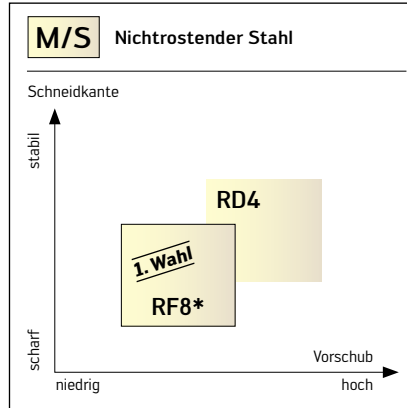 M/S Nichtrostender Stahl
Schneidkante
stabil
RD4
1. Wahl
RF8*
scharf
Vorschub
niedrig hoch